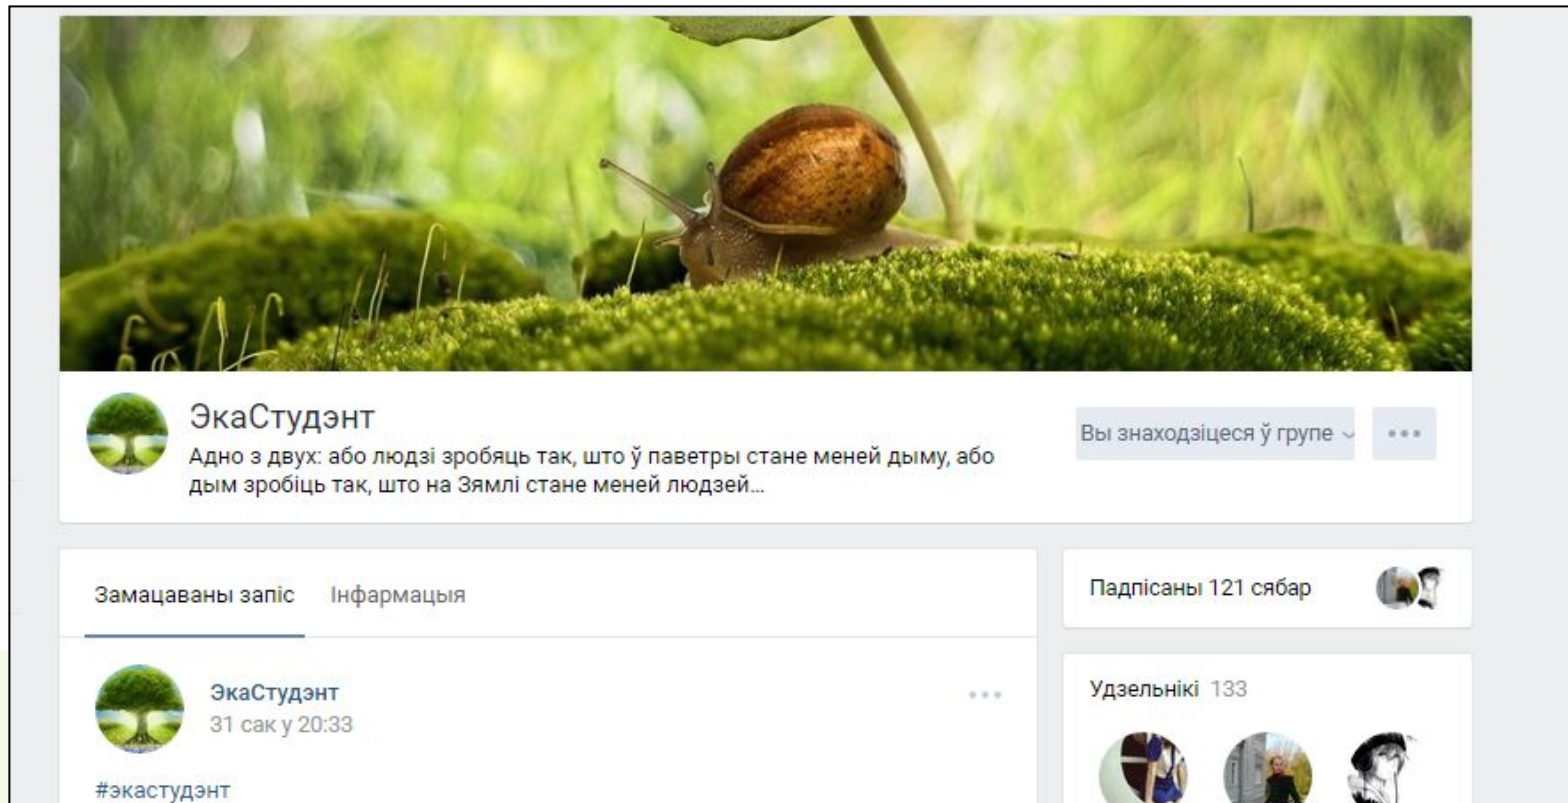 ЭкаСтудэнт
Адно з двух: або людзі зробяць так, што ў паветры стане меней дыму, або
дым зробіць так, што на Зямлі стане меней людзей...
Вы знаходзіцеся ў групе
Замацаваны запіс Інфармацыя
Падпісаны 121 сябар
ЭкаСтудэнт
31 сак у 20:33
#экастудэнт
Удзельнікі 133